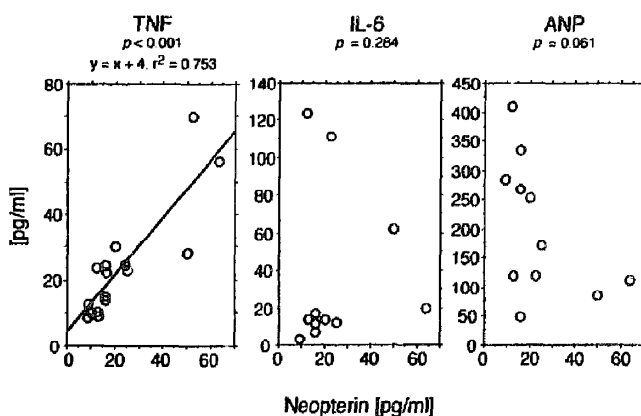 TNF IL-6 ANP
p < 0.001 p = 0.284 p = 0.061
y = x + 4, r² = 0.753
80 140 450
120 400
60 350
100 300
40 80 250
60 200
20 40 150
20 100
50
0 0 0
0 20 40 60 0 20 40 60 0 20 40 60
[pg/ml]
Neopterin [pg/ml]